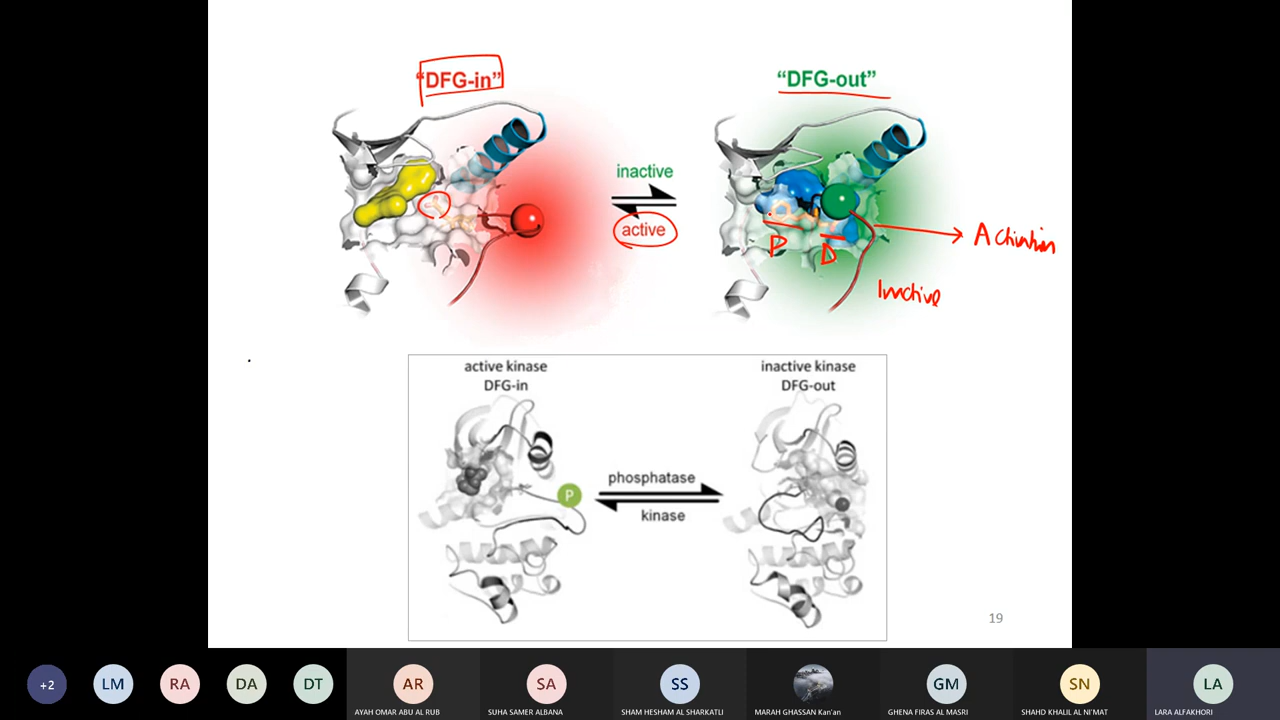 "DFG-in"
"DFG-out"
inactive
active
P
D
Inactive
active kinase
DFG-in
inactive kinase
DFG-out
P
phosphatase
kinase
19
+2
LM
RA
DA
DT
AR
SA
SS
GM
SN
LA
AYAH OMAR ABU AL RUB
SUHA SAMER ALBANA
SHAM HESHAM AL SHARKATLI
MARAH GHASSAN Kan'an
GHENA FIRAS AL MASRI
SHAHD KHALIL AL NI'MAT
LARA ALFAKHORI